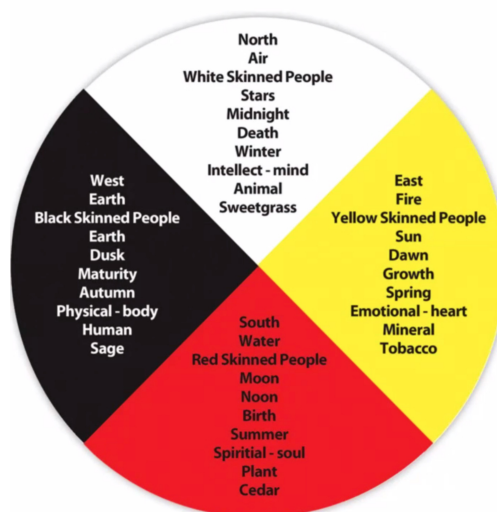 North
Air
White Skinned People
Stars
Midnight
Death
Winter
Intellect - mind
Animal
Sweetgrass
West
Earth
Black Skinned People
Earth
Dusk
Maturity
Autumn
Physical - body
Human
Sage
East
Fire
Yellow Skinned People
Sun
Dawn
Growth
Spring
Emotional - heart
Mineral
Tobacco
South
Water
Red Skinned People
Moon
Noon
Birth
Summer
Spiritial - soul
Plant
Cedar